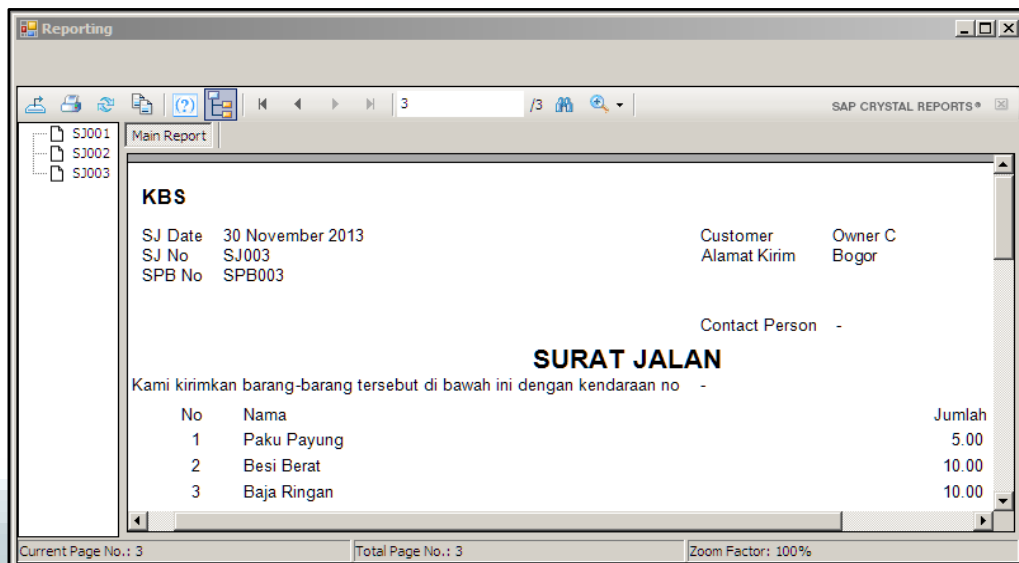 Reporting
3 /3 SAP CRYSTAL REPORTS®
SJ001
SJ002
SJ003
Main Report
KBS
SJ Date 30 November 2013 Customer Owner C
SJ No SJ003 Alamat Kirim Bogor
SPB No SPB003
Contact Person -
SURAT JALAN
Kami kirimkan barang-barang tersebut di bawah ini dengan kendaraan no -
No Nama Jumlah
1 Paku Payung 5.00
2 Besi Berat 10.00
3 Baja Ringan 10.00
Current Page No.: 3 Total Page No.: 3 Zoom Factor: 100%